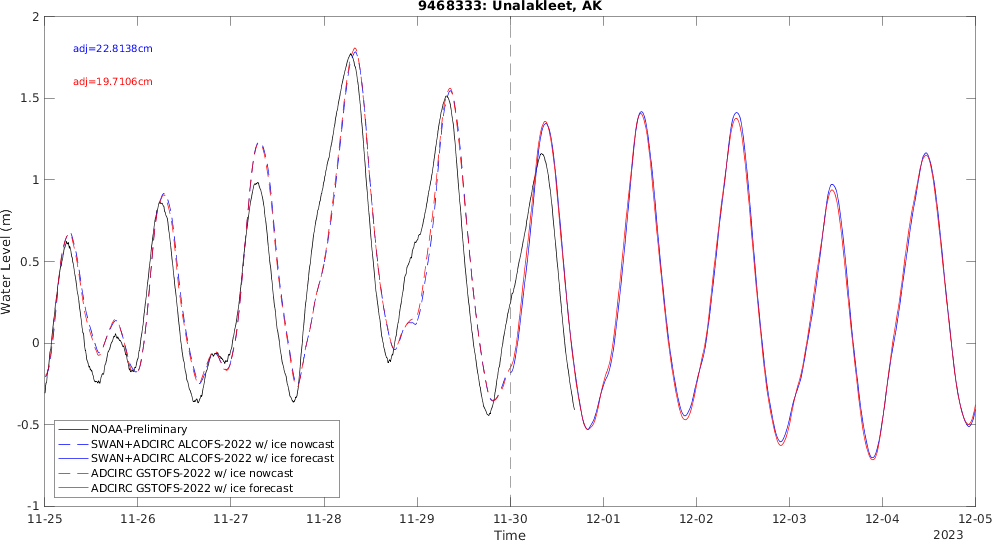 9468333: Unalakleet, AK
adj=22.8138cm
adj=19.7106cm
Water Level (m)
2
1.5
1
0.5
0
-0.5
-1
NOAA-Preliminary
SWAN+ADCIRC ALCOFS-2022 w/ ice nowcast
SWAN+ADCIRC ALCOFS-2022 w/ ice forecast
ADCIRC GSTOFS-2022 w/ ice nowcast
ADCIRC GSTOFS-2022 w/ ice forecast
11-25 11-26 11-27 11-28 11-29 11-30 12-01 12-02 12-03 12-04 12-05
Time
2023